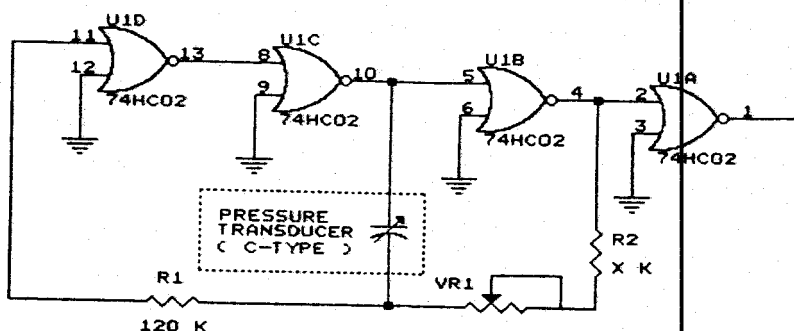 U1D
11
12
13
74HC02
U1C
8
9
10
74HC02
U1B
5
6
4
74HC02
U1A
2
3
1
74HC02
PRESSURE
TRANSDUCER
( C-TYPE )
R1
120 K
VR1
R2
X K